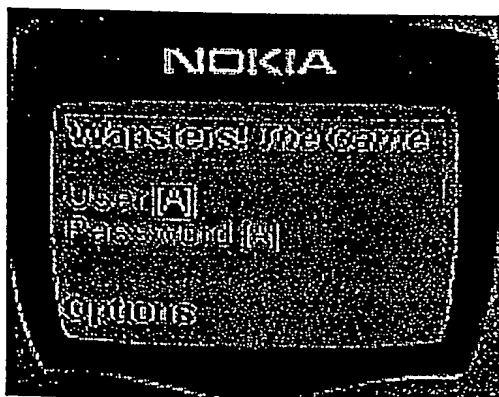 NOKIA
Wapsters! The Game
User [A]
Password [A]
Options